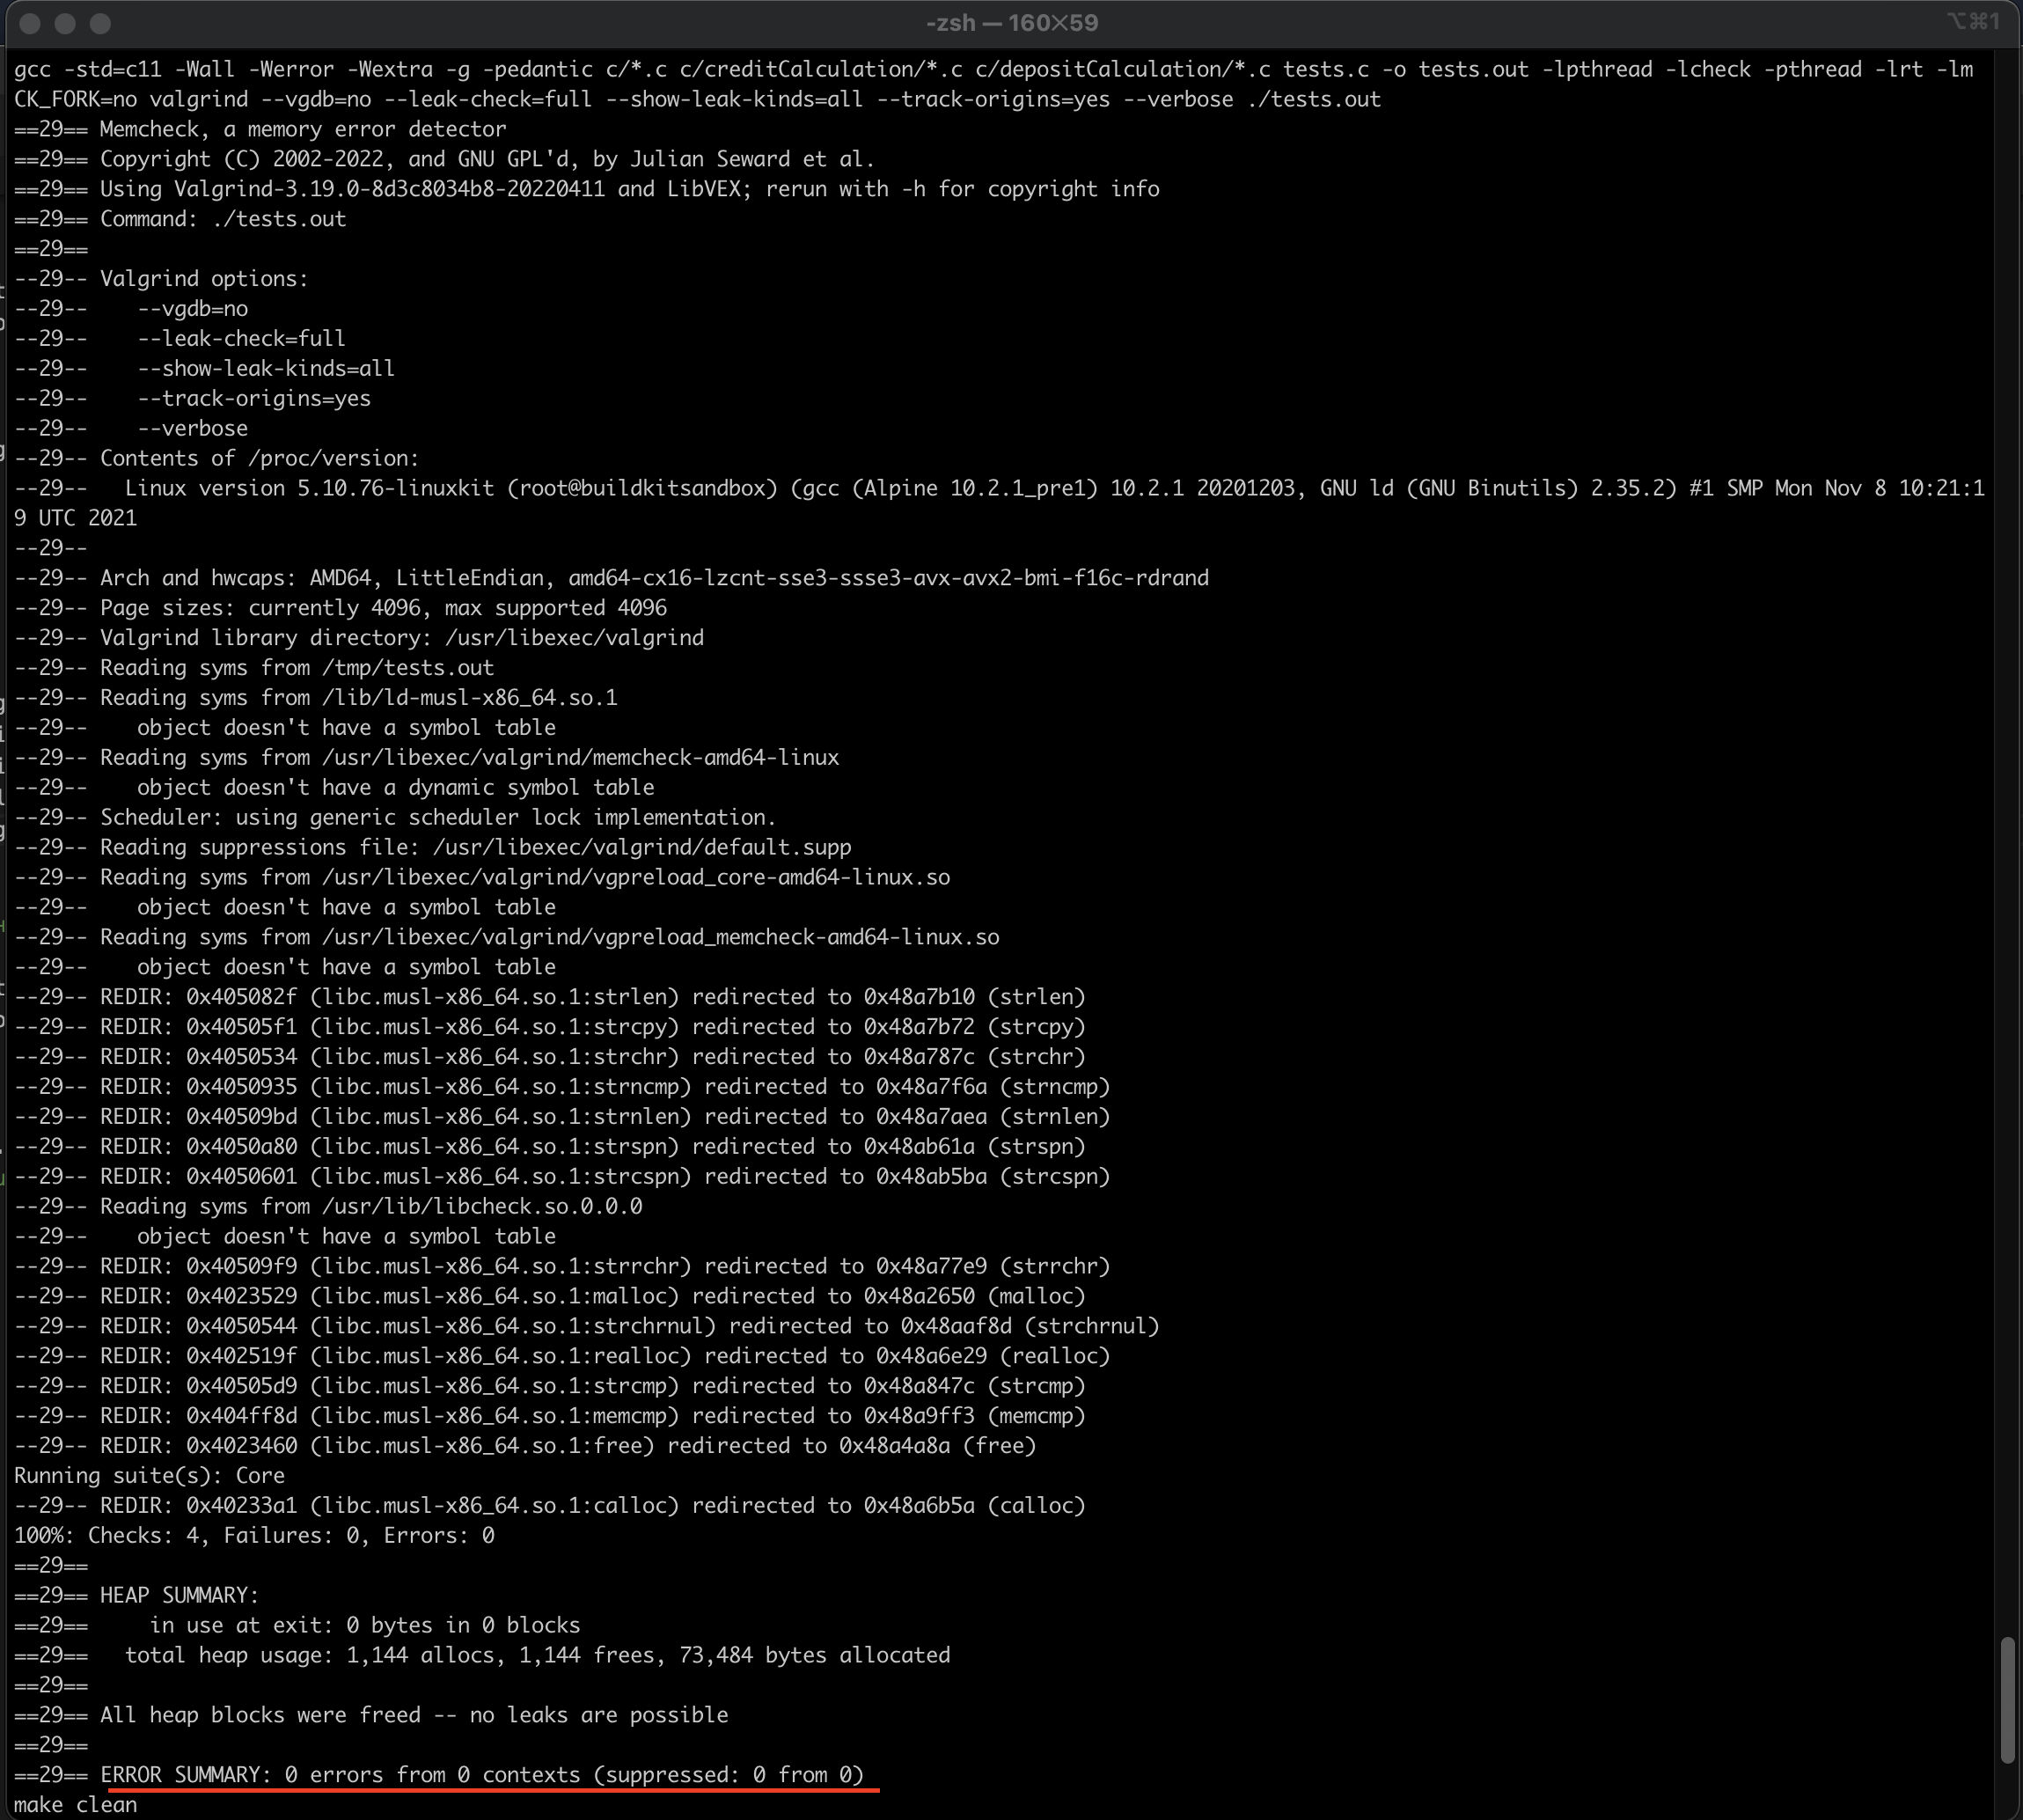 -zsh — 160×59
⌥⌘1
gcc -std=c11 -Wall -Werror -Wextra -g -pedantic c/*.c c/creditCalculation/*.c c/depositCalculation/*.c tests.c -o tests.out -lpthread -lcheck -pthread -lrt -lm
CK_FORK=no valgrind --vgdb=no --leak-check=full --show-leak-kinds=all --track-origins=yes --verbose ./tests.out
==29== Memcheck, a memory error detector
==29== Copyright (C) 2002-2022, and GNU GPL'd, by Julian Seward et al.
==29== Using Valgrind-3.19.0-8d3c8034b8-20220411 and LibVEX; rerun with -h for copyright info
==29== Command: ./tests.out
==29==
--29-- Valgrind options:
--29--    --vgdb=no
--29--    --leak-check=full
--29--    --show-leak-kinds=all
--29--    --track-origins=yes
--29--    --verbose
--29-- Contents of /proc/version:
--29--   Linux version 5.10.76-linuxkit (root@buildkitsandbox) (gcc (Alpine 10.2.1_pre1) 10.2.1 20201203, GNU ld (GNU Binutils) 2.35.2) #1 SMP Mon Nov 8 10:21:1
9 UTC 2021
--29--
--29-- Arch and hwcaps: AMD64, LittleEndian, amd64-cx16-lzcnt-sse3-ssse3-avx-avx2-bmi-f16c-rdrand
--29-- Page sizes: currently 4096, max supported 4096
--29-- Valgrind library directory: /usr/libexec/valgrind
--29-- Reading syms from /tmp/tests.out
--29-- Reading syms from /lib/ld-musl-x86_64.so.1
--29--    object doesn't have a symbol table
--29-- Reading syms from /usr/libexec/valgrind/memcheck-amd64-linux
--29--    object doesn't have a dynamic symbol table
--29-- Scheduler: using generic scheduler lock implementation.
--29-- Reading suppressions file: /usr/libexec/valgrind/default.supp
--29-- Reading syms from /usr/libexec/valgrind/vgpreload_core-amd64-linux.so
--29--    object doesn't have a symbol table
--29-- Reading syms from /usr/libexec/valgrind/vgpreload_memcheck-amd64-linux.so
--29--    object doesn't have a symbol table
--29-- REDIR: 0x405082f (libc.musl-x86_64.so.1:strlen) redirected to 0x48a7b10 (strlen)
--29-- REDIR: 0x40505f1 (libc.musl-x86_64.so.1:strcpy) redirected to 0x48a7b72 (strcpy)
--29-- REDIR: 0x4050534 (libc.musl-x86_64.so.1:strchr) redirected to 0x48a787c (strchr)
--29-- REDIR: 0x4050935 (libc.musl-x86_64.so.1:strncmp) redirected to 0x48a7f6a (strncmp)
--29-- REDIR: 0x40509bd (libc.musl-x86_64.so.1:strnlen) redirected to 0x48a7aea (strnlen)
--29-- REDIR: 0x4050a80 (libc.musl-x86_64.so.1:strspn) redirected to 0x48ab61a (strspn)
--29-- REDIR: 0x4050601 (libc.musl-x86_64.so.1:strcspn) redirected to 0x48ab5ba (strcspn)
--29-- Reading syms from /usr/lib/libcheck.so.0.0.0
--29--    object doesn't have a symbol table
--29-- REDIR: 0x40509f9 (libc.musl-x86_64.so.1:strrchr) redirected to 0x48a77e9 (strrchr)
--29-- REDIR: 0x4023529 (libc.musl-x86_64.so.1:malloc) redirected to 0x48a2650 (malloc)
--29-- REDIR: 0x4050544 (libc.musl-x86_64.so.1:strchrnul) redirected to 0x48aaf8d (strchrnul)
--29-- REDIR: 0x402519f (libc.musl-x86_64.so.1:realloc) redirected to 0x48a6e29 (realloc)
--29-- REDIR: 0x40505d9 (libc.musl-x86_64.so.1:strcmp) redirected to 0x48a847c (strcmp)
--29-- REDIR: 0x404ff8d (libc.musl-x86_64.so.1:memcmp) redirected to 0x48a9ff3 (memcmp)
--29-- REDIR: 0x4023460 (libc.musl-x86_64.so.1:free) redirected to 0x48a4a8a (free)
Running suite(s): Core
--29-- REDIR: 0x40233a1 (libc.musl-x86_64.so.1:calloc) redirected to 0x48a6b5a (calloc)
100%: Checks: 4, Failures: 0, Errors: 0
==29==
==29== HEAP SUMMARY:
==29==     in use at exit: 0 bytes in 0 blocks
==29==   total heap usage: 1,144 allocs, 1,144 frees, 73,484 bytes allocated
==29==
==29== All heap blocks were freed -- no leaks are possible
==29==
==29== ERROR SUMMARY: 0 errors from 0 contexts (suppressed: 0 from 0)
make clean